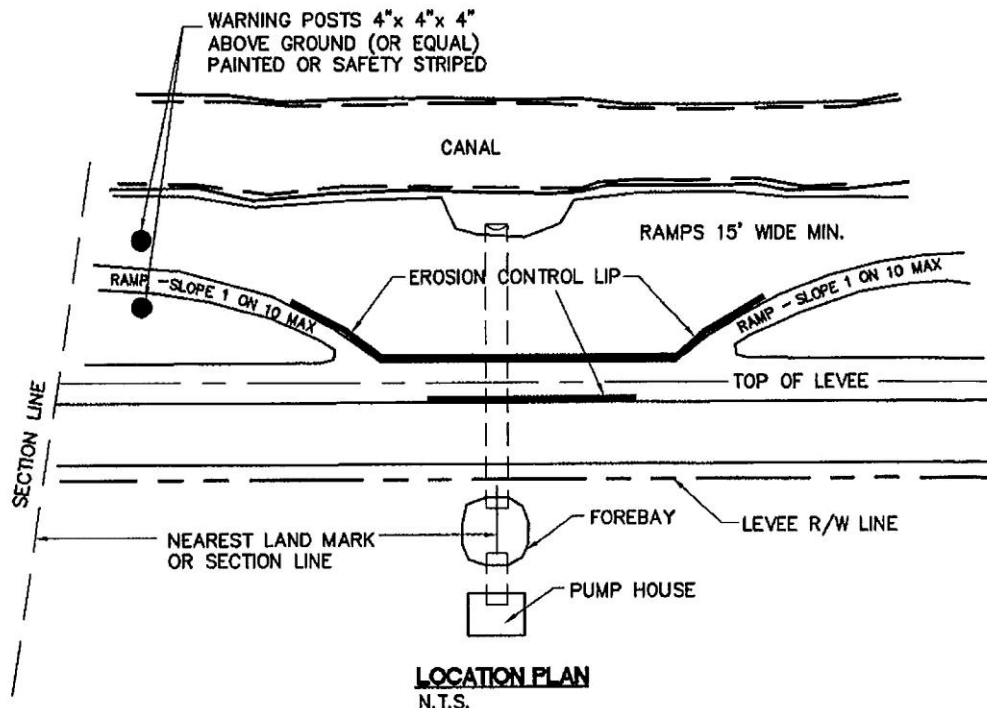 WARNING POSTS 4"x 4"x 4"
ABOVE GROUND (OR EQUAL)
PAINTED OR SAFETY STRIPED
CANAL
RAMPS 15' WIDE MIN.
EROSION CONTROL LIP
RAMP - SLOPE 1 ON 10 MAX
RAMP - SLOPE 1 ON 10 MAX
TOP OF LEVEE
SECTION LINE
FOREBAY
LEVEE R/W LINE
NEAREST LAND MARK
OR SECTION LINE
PUMP HOUSE
LOCATION PLAN
N.T.S.